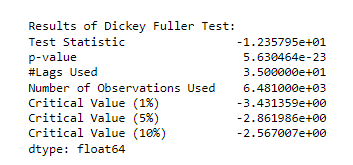 Results of Dickey Fuller Test:
Test Statistic -1.235795e+01
p-value 5.630464e-23
#Lags Used 3.500000e+01
Number of Observations Used 6.481000e+03
Critical Value (1%) -3.431359e+00
Critical Value (5%) -2.861986e+00
Critical Value (10%) -2.567007e+00
dtype: float64